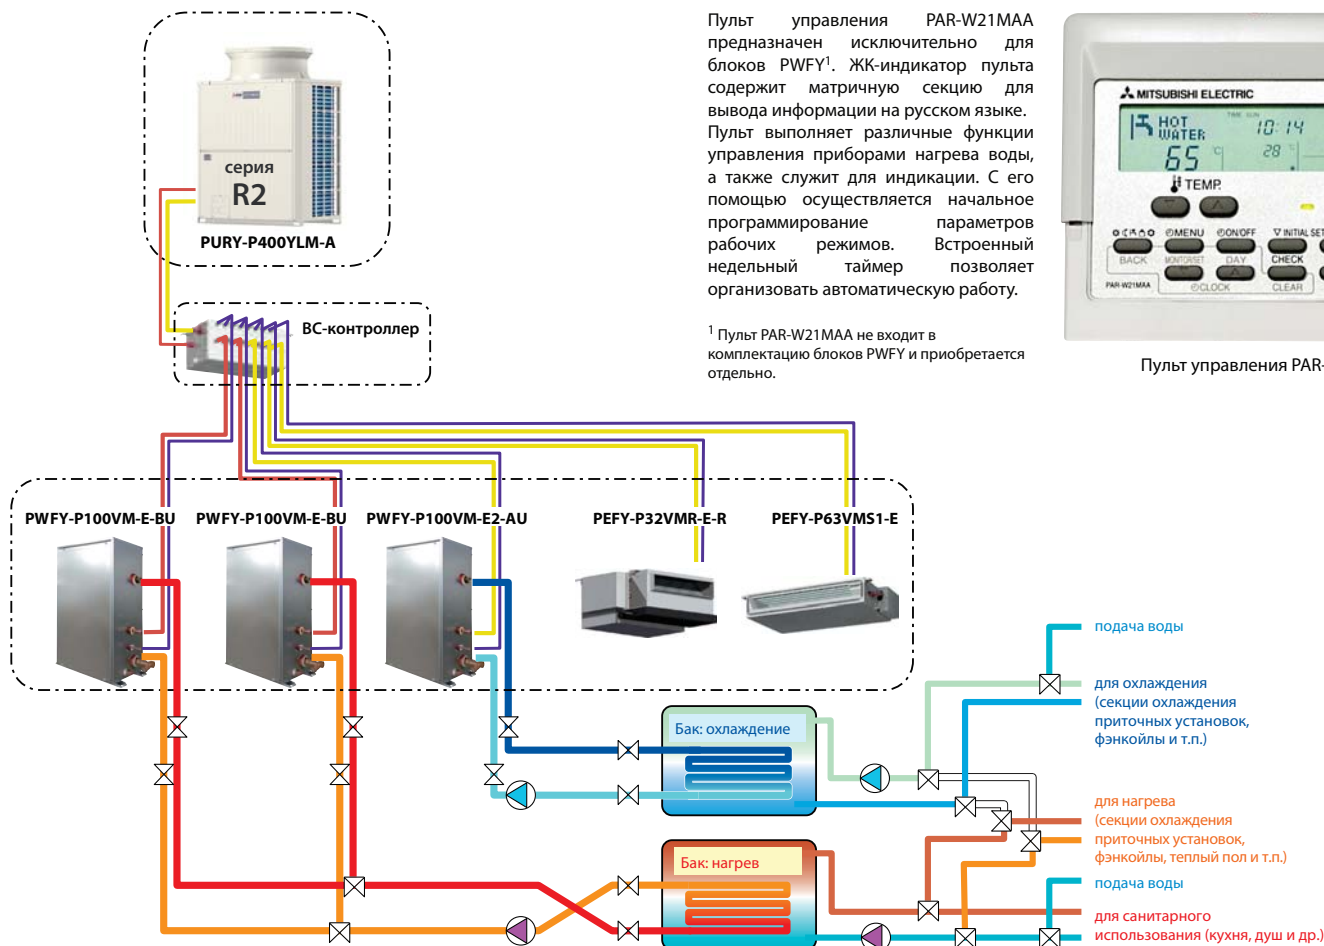 Пульт управления PAR-W21MAA
предназначен исключительно для
блоков PWFY¹. ЖК-индикатор пульта
содержит матричную секцию для
вывода информации на русском языке.
Пульт выполняет различные функции
управления приборами нагрева воды,
а также служит для индикации. С его
помощью осуществляется начальное
программирование параметров
рабочих режимов. Встроенный
недельный таймер позволяет
организовать автоматическую работу.
¹ Пульт PAR-W21MAA не входит в
комплектацию блоков PWFY и приобретается
отдельно.
MITSUBISHI ELECTRIC
TIME SUN
HOT
WATER
10:14
65 °C
28 °C
TEMP.
MENU
ON/OFF
INITIAL SET
BACK
MONITOR/SET
DAY
CHECK
PAR-W21MAA
CLOCK
CLEAR
Пульт управления PAR-
серия
R2
PURY-P400YLM-A
BC-контроллер
PWFY-P100VM-E-BU
PWFY-P100VM-E-BU
PWFY-P100VM-E2-AU
PEFY-P32VMR-E-R
PEFY-P63VMS1-E
подача воды
для охлаждения
(секции охлаждения
приточных установок,
фэнкойлы и т.п.)
Бак: охлаждение
для нагрева
(секции охлаждения
приточных установок,
фэнкойлы, теплый пол и т.п.)
Бак: нагрев
подача воды
для санитарного
использования (кухня, душ и др.)